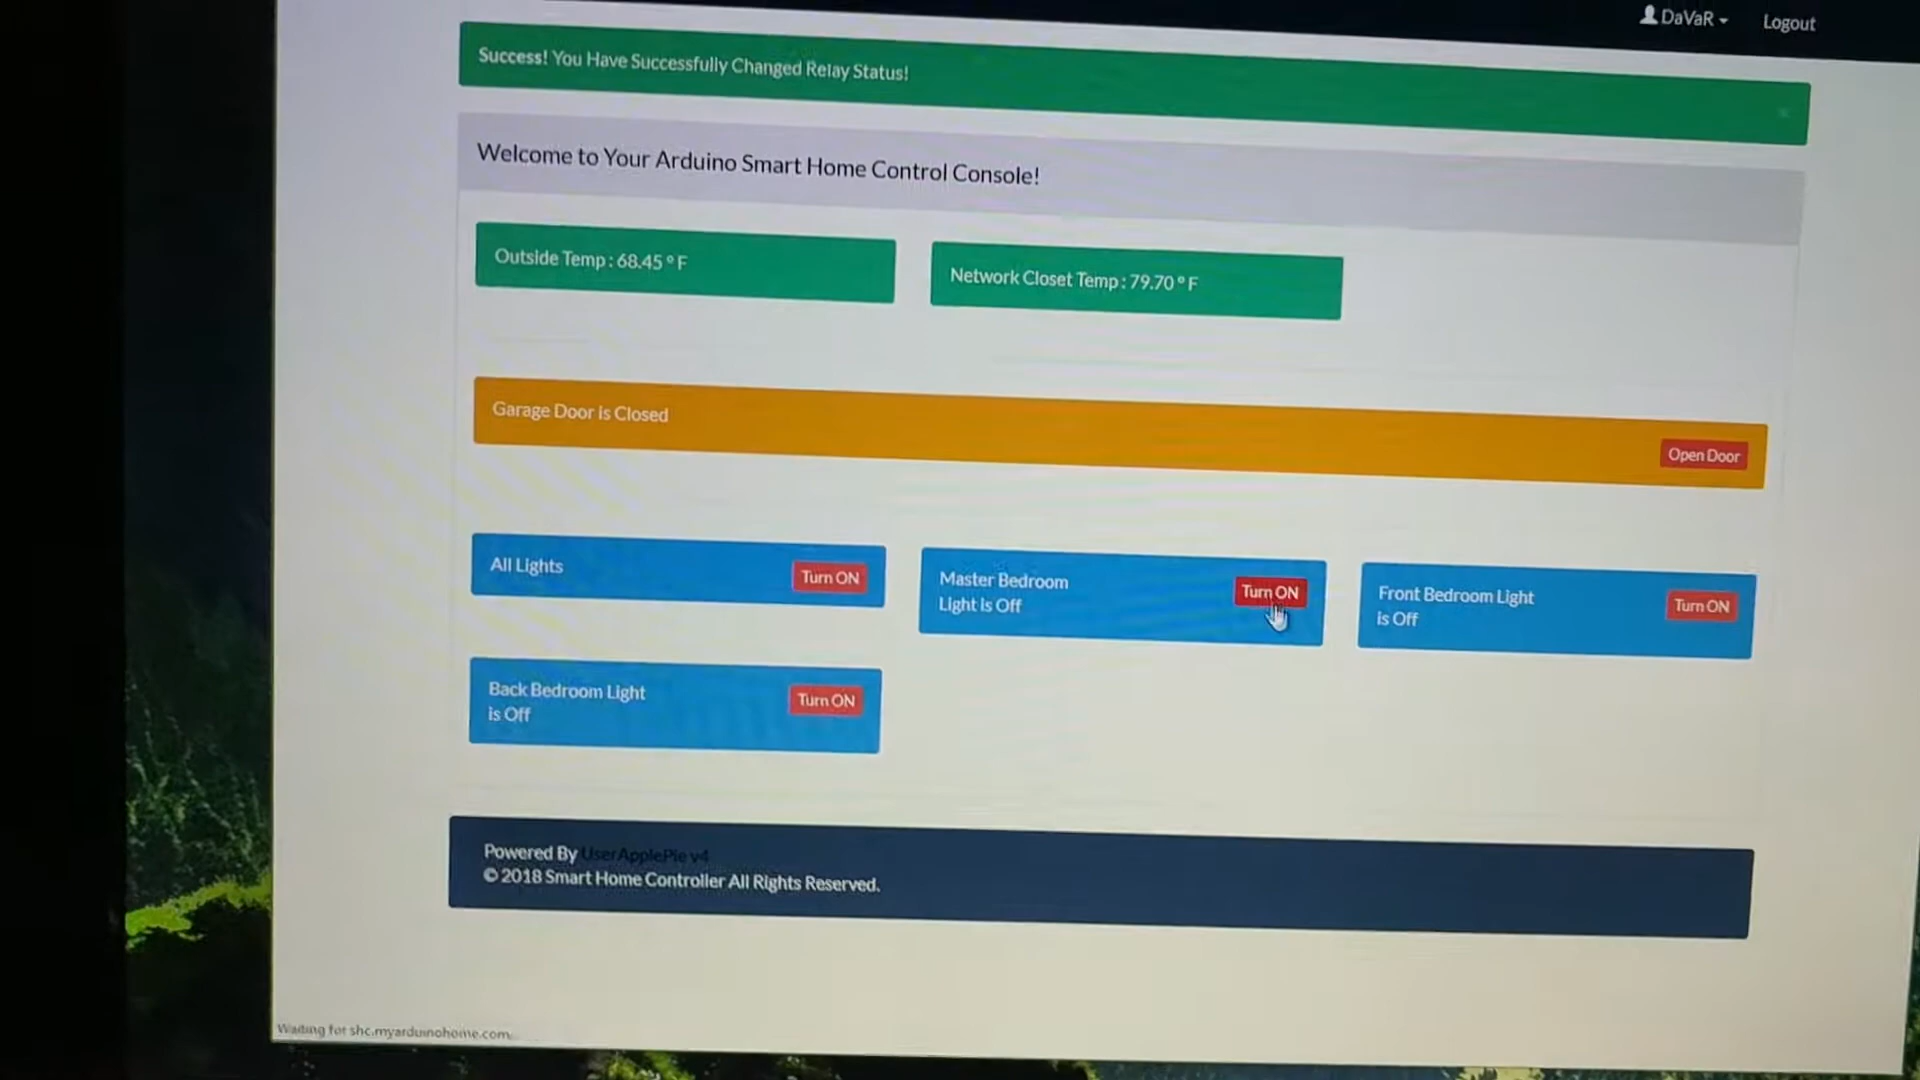 DaVaR
Logout
Success! You Have Successfully Changed Relay Status!
Welcome to Your Arduino Smart Home Control Console!
Outside Temp : 68.45 ° F
Network Closet Temp : 79.70 ° F
Garage Door is Closed
Open Door
All Lights
Turn ON
Master Bedroom
Light is Off
Turn ON
Front Bedroom Light
is Off
Turn ON
Back Bedroom Light
is Off
Turn ON
Powered By UserApplePie v4
© 2018 Smart Home Controller All Rights Reserved.
Waiting for shc.myarduinohome.com...